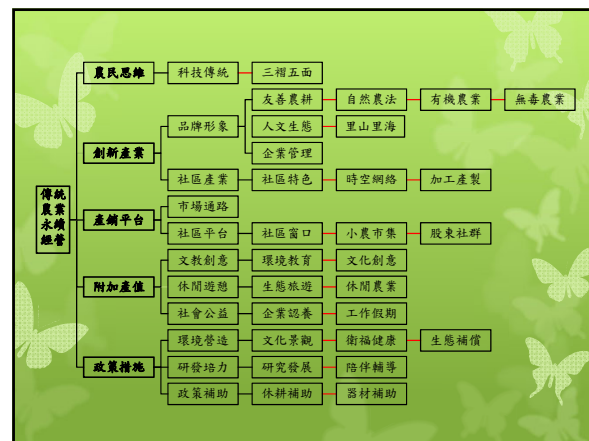 農民思維 科技傳統 三褶五面
友善農耕 自然農法 有機農業 無毒農業
品牌形象 人文生態 里山里海
創新產業 企業管理
社區產業 社區特色 時空網絡 加工產製
傳統
農業
永續
經營
市場通路
產銷平台
社區平台 社區窗口 小農市集 股東社群
文教創意 環境教育 文化創意
附加產值 休閒遊憩 生態旅遊 休閒農業
社會公益 企業認養 工作假期
環境營造 文化景觀 衛福健康 生態補償
政策措施 研發培力 研究發展 陪伴輔導
政策補助 休耕補助 器材補助